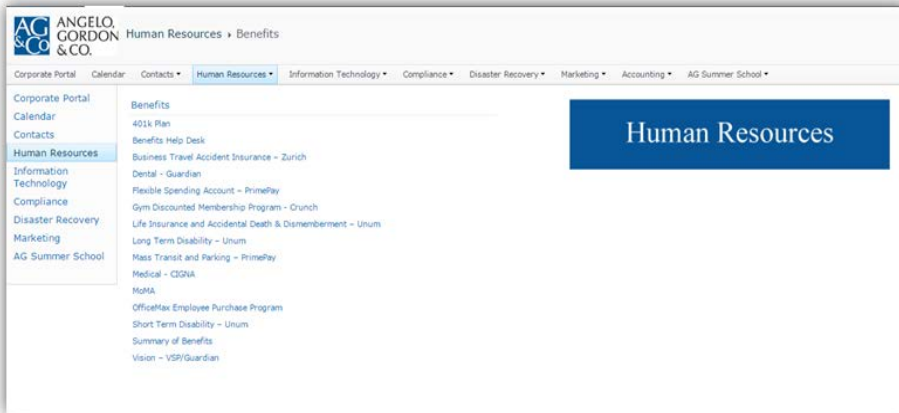 AG
&Co
ANGELO,
GORDON
& CO.
Human Resources › Benefits
Corporate Portal Calendar Contacts Human Resources Information Technology Compliance Disaster Recovery Marketing Accounting AG Summer School
Corporate Portal
Calendar
Contacts
Human Resources
Information
Technology
Compliance
Disaster Recovery
Marketing
AG Summer School
Benefits
401k Plan
Benefits Help Desk
Business Travel Accident Insurance – Zurich
Dental - Guardian
Flexible Spending Account – PrimePay
Gym Discounted Membership Program - Crunch
Life Insurance and Accidental Death & Dismemberment – Unum
Long Term Disability – Unum
Mass Transit and Parking – PrimePay
Medical - CIGNA
MoMA
OfficeMax Employee Purchase Program
Short Term Disability – Unum
Summary of Benefits
Vision – VSP/Guardian
Human Resources